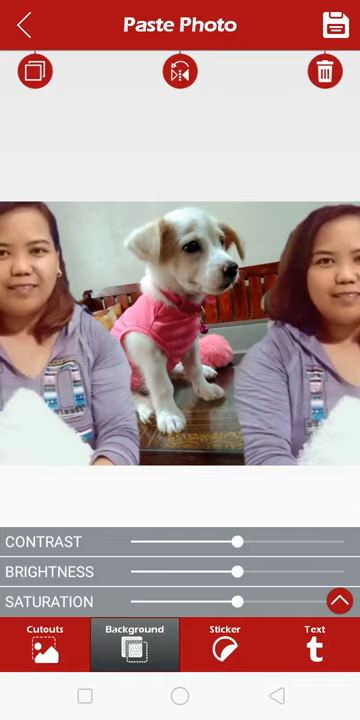 Paste Photo
CONTRAST
BRIGHTNESS
SATURATION
Cutouts
Background
Sticker
Text